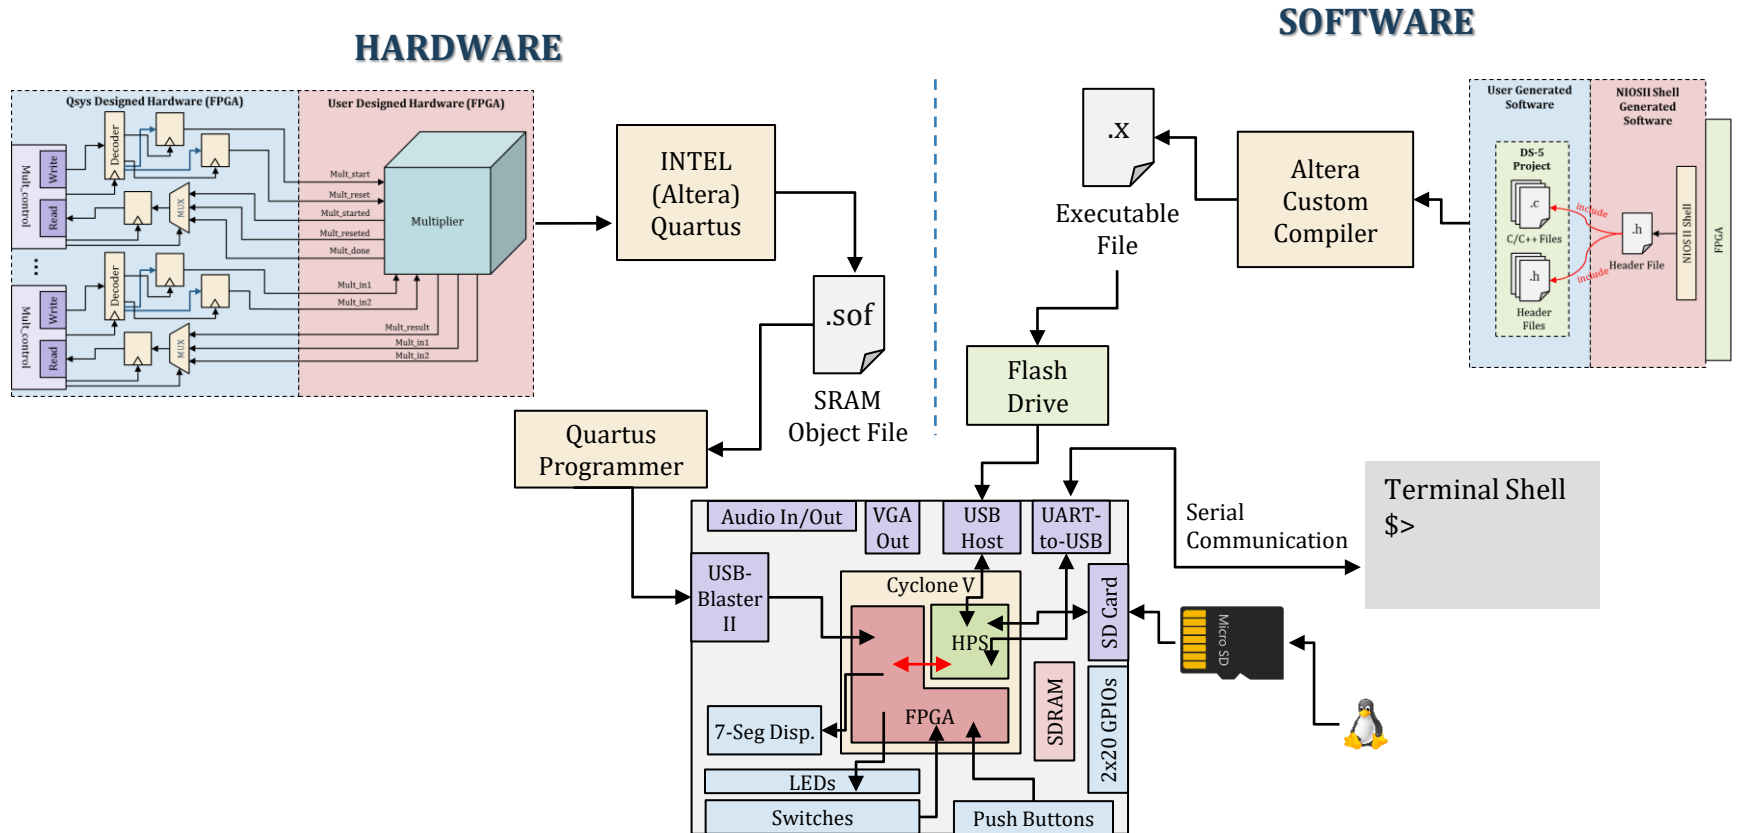 HARDWARE
SOFTWARE
Qsys Designed Hardware (FPGA)
User Designed Hardware (FPGA)
Mult_control
Write
Read
Decoder
MUX
Mult_start
Mult_reset
Mult_started
Mult_reseted
Mult_done
Multiplier
...
Mult_control
Write
Read
Decoder
MUX
Mult_in1
Mult_in2
Mult_result
Mult_in1
Mult_in2
INTEL
(Altera)
Quartus
.sof
SRAM
Object File
Quartus
Programmer
.x
Executable
File
Altera
Custom
Compiler
User Generated
Software
NIOSII Shell
Generated
Software
DS-5
Project
.c
C/C++ Files
.h
Header
Files
include
include
.h
Header File
NIOS II Shell
FPGA
Flash
Drive
Audio In/Out
VGA
Out
USB
Host
UART-
to-USB
Serial
Communication
Terminal Shell
$>
USB-
Blaster
II
Cyclone V
HPS
FPGA
SD Card
Micro SD
SDRAM
2x20 GPIOs
7-Seg Disp.
LEDs
Switches
Push Buttons